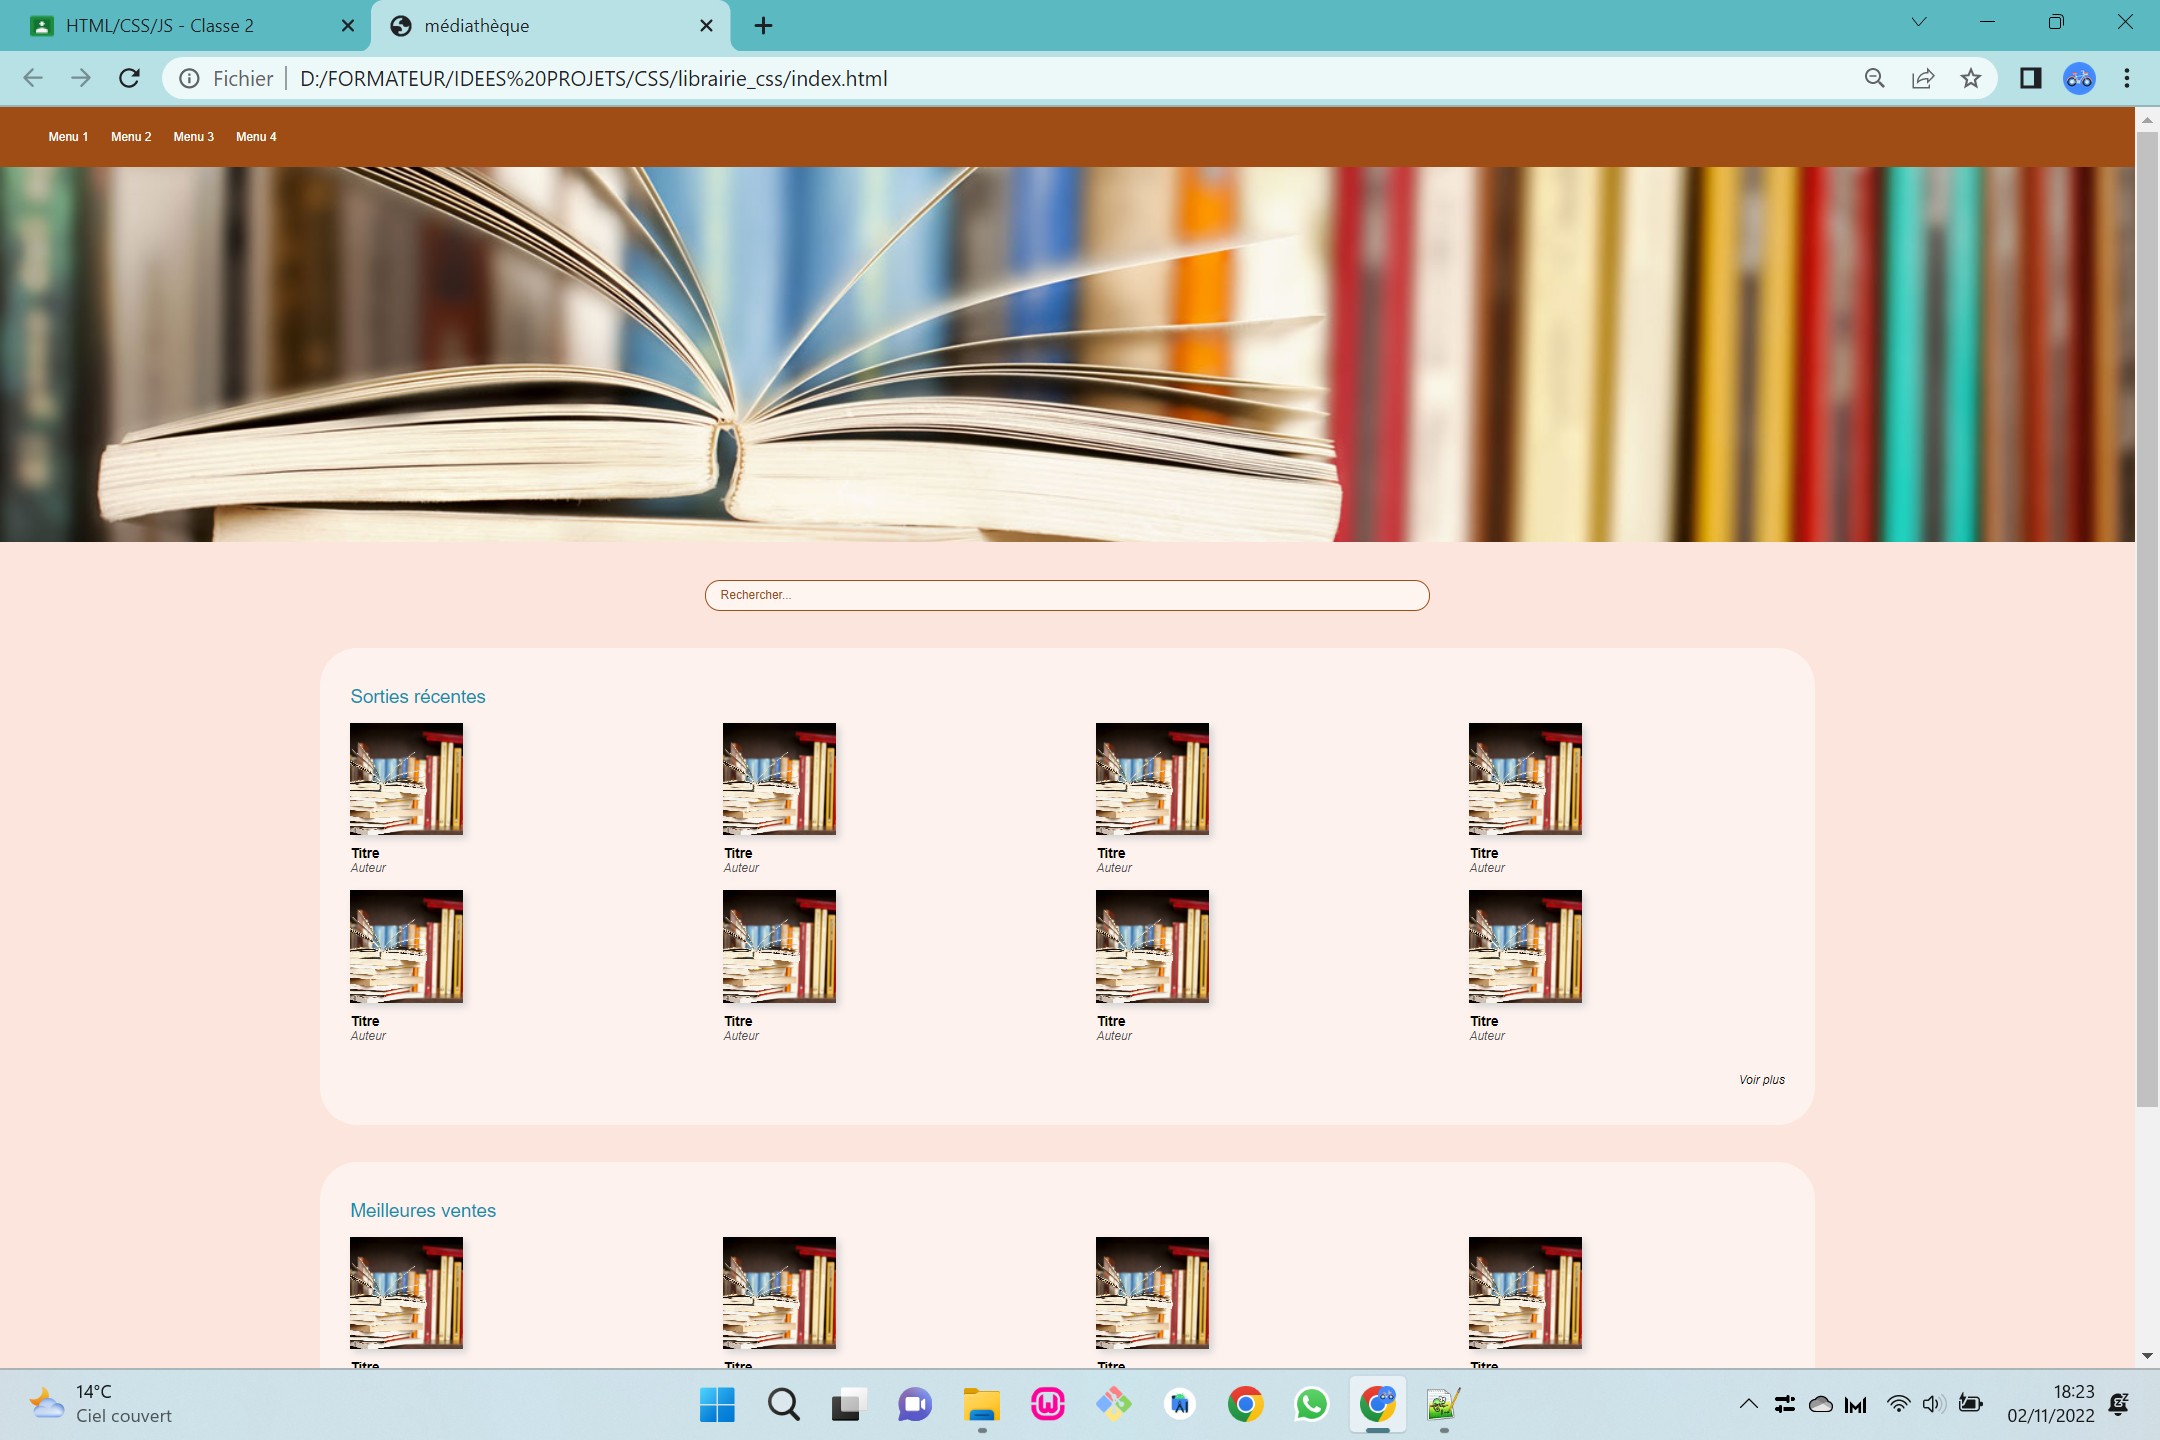 HTML/CSS/JS - Classe 2
médiathèque
Fichier D:/FORMATEUR/IDEES%20PROJETS/CSS/librairie_css/index.html
Menu 1 Menu 2 Menu 3 Menu 4
Rechercher...
Sorties récentes
Titre Titre Titre Titre
Auteur Auteur Auteur Auteur
Titre Titre Titre Titre
Auteur Auteur Auteur Auteur
Voir plus
Meilleures ventes
Titre Titre Titre Titre
14°C
Ciel couvert
18:23
02/11/2022